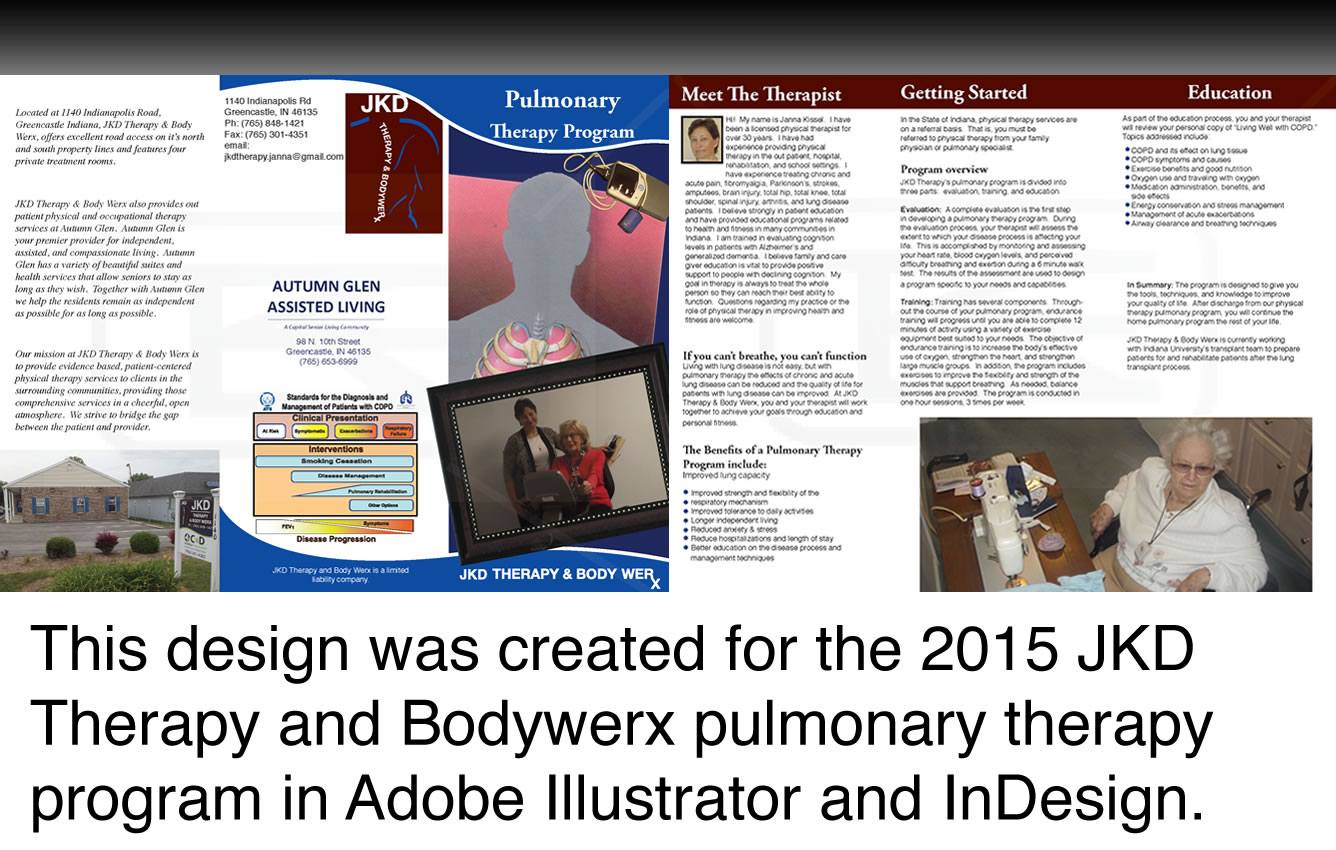 Located at 1140 Indianapolis Road,
Greencastle Indiana, JKD Therapy & Body
Werx, offers excellent road access on it's north
and south property lines and features four
private treatment rooms.
JKD Therapy & Body Werx also provides out
patient physical and occupational therapy
services at Autumn Glen. Autumn Glen is
your premier provider for independent,
assisted, and compassionate living. Autumn
Glen has a variety of beautiful suites and
health services that allow seniors to stay as
long as they wish. Together with Autumn Glen
we help the residents remain as independent
as possible for as long as possible.
Our mission at JKD Therapy & Body Werx is
to provide evidence based, patient-centered
physical therapy services to clients in the
surrounding communities, providing those
comprehensive services in a cheerful, open
atmosphere. We strive to bridge the gap
between the patient and provider.
JKD
THERAPY
& BODY WERX
1140 Indianapolis Rd
Greencastle, IN 46135
Ph: (765) 848-1421
Fax: (765) 301-4351
email:
jkdtherapy.janna@gmail.com
JKD
THERAPY & BODYWERX
AUTUMN GLEN
ASSISTED LIVING
A Capital Senior Living Community
98 N. 10th Street
Greencastle, IN 46135
(765) 653-6999
Standards for the Diagnosis and
Management of Patients with COPD
Clinical Presentation
At Risk
Symptomatic
Exacerbations
Respiratory
Failure
Interventions
Smoking Cessation
Disease Management
Pulmonary Rehabilitation
Other Options
FEV1
Symptoms
Disease Progression
JKD Therapy and Body Werx is a limited
liability company.
Pulmonary
Therapy Program
JKD THERAPY & BODY WERX
Meet The Therapist
Hi! My name is Janna Kissel. I have
been a licensed physical therapist for
over 30 years. I have had
experience providing physical
therapy in the out patient, hospital,
rehabilitation, and school settings. I
have experience treating chronic and
acute pain, fibromyalgia, Parkinson's, strokes,
amputees, brain injury, total hip, total knee, total
shoulder, spinal injury, arthritis, and lung disease
patients. I believe strongly in patient education
and have provided educational programs related
to health and fitness in many communities in
Indiana. I am trained in evaluating cognition
levels in patients with Alzheimer's and
generalized dementia. I believe family and care
giver education is vital to provide positive
support to people with declining cognition. My
goal in therapy is always to treat the whole
person so they can reach their best ability to
function. Questions regarding my practice or the
role of physical therapy in improving health and
fitness are welcome.
If you can't breathe, you can't function
Living with lung disease is not easy, but with
pulmonary therapy the effects of chronic and acute
lung disease can be reduced and the quality of life for
patients with lung disease can be improved. At JKD
Therapy & Body Werx, you and your therapist will work
together to achieve your goals through education and
personal fitness.
The Benefits of a Pulmonary Therapy
Program include:
Improved lung capacity
• Improved strength and flexibility of the
• respiratory mechanism
• Improved tolerance to daily activities
• Longer independent living
• Reduced anxiety & stress
• Reduce hospitalizations and length of stay
• Better education on the disease process and
management techniques
Getting Started
In the State of Indiana, physical therapy services are
on a referral basis. That is, you must be
referred to physical therapy from your family
physician or pulmonary specialist.
Program overview
JKD Therapy's pulmonary program is divided into
three parts: evaluation, training, and education.
Evaluation: A complete evaluation is the first step
in developing a pulmonary therapy program. During
the evaluation process, your therapist will assess the
extent to which your disease process is affecting your
life. This is accomplished by monitoring and assessing
your heart rate, blood oxygen levels, and perceived
difficulty breathing and exertion during a 6 minute walk
test. The results of the assessment are used to design
a program specific to your needs and capabilities.
Training: Training has several components. Through-
out the course of your pulmonary program, endurance
training will progress until you are able to complete 12
minutes of activity using a variety of exercise
equipment best suited to your needs. The objective of
endurance training is to increase the body's effective
use of oxygen, strengthen the heart, and strengthen
large muscle groups. In addition, the program includes
exercises to improve the flexibility and strength of the
muscles that support breathing. As needed, balance
exercises are provided. The program is conducted in
one hour sessions, 3 times per week.
Education
As part of the education process, you and your therapist
will review your personal copy of "Living Well with COPD."
Topics addressed include:
• COPD and its effect on lung tissue
• COPD symptoms and causes
• Exercise benefits and good nutrition
• Oxygen use and traveling with oxygen
• Medication administration, benefits, and
side effects
• Energy conservation and stress management
• Management of acute exacerbations
• Airway clearance and breathing techniques
In Summary: The program is designed to give you
the tools, techniques, and knowledge to improve
your quality of life. After discharge from our physical
therapy pulmonary program, you will continue the
home pulmonary program the rest of your life.
JKD Therapy & Body Werx is currently working
with Indiana University's transplant team to prepare
patients for and rehabilitate patients after the lung
transplant process.
This design was created for the 2015 JKD
Therapy and Bodywerx pulmonary therapy
program in Adobe Illustrator and InDesign.